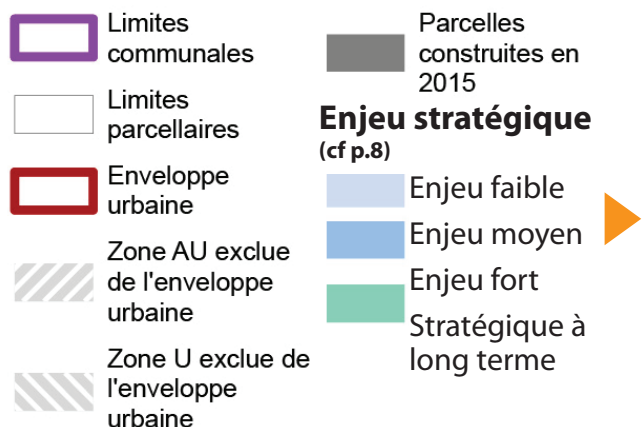 Limites
communales
Limites
parcellaires
Enveloppe
urbaine
Zone AU exclue
de l'enveloppe
urbaine
Zone U exclue de
l'enveloppe
urbaine
Parcelles
construites en
2015
Enjeu stratégique
(cf p.8)
Enjeu faible
Enjeu moyen
Enjeu fort
Stratégique à
long terme